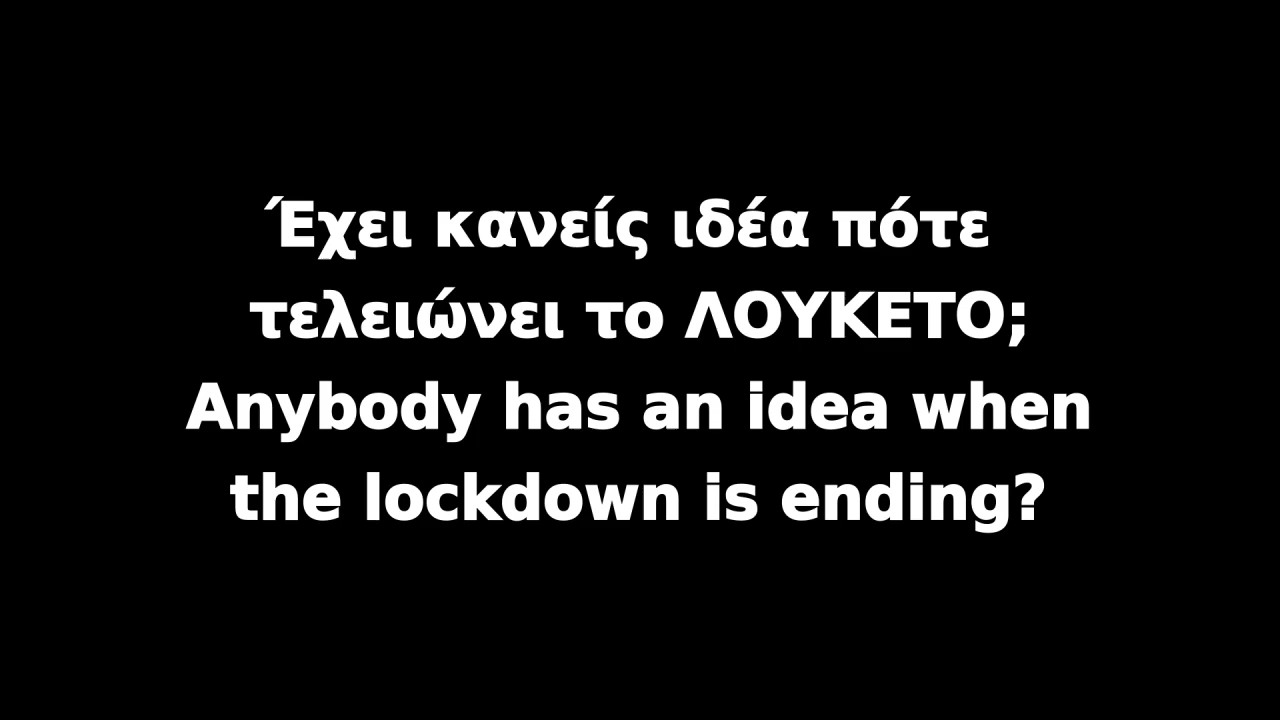 Έχει κανείς ιδέα πότε
τελειώνει το ΛΟΥΚΕΤΟ;
Anybody has an idea when
the lockdown is ending?